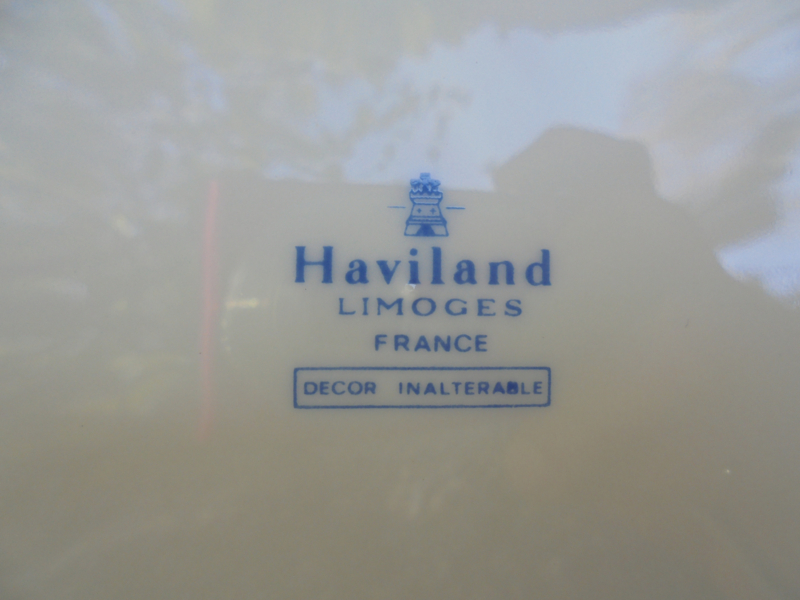 Haviland
LIMOGES
FRANCE
DECOR INALTERABLE